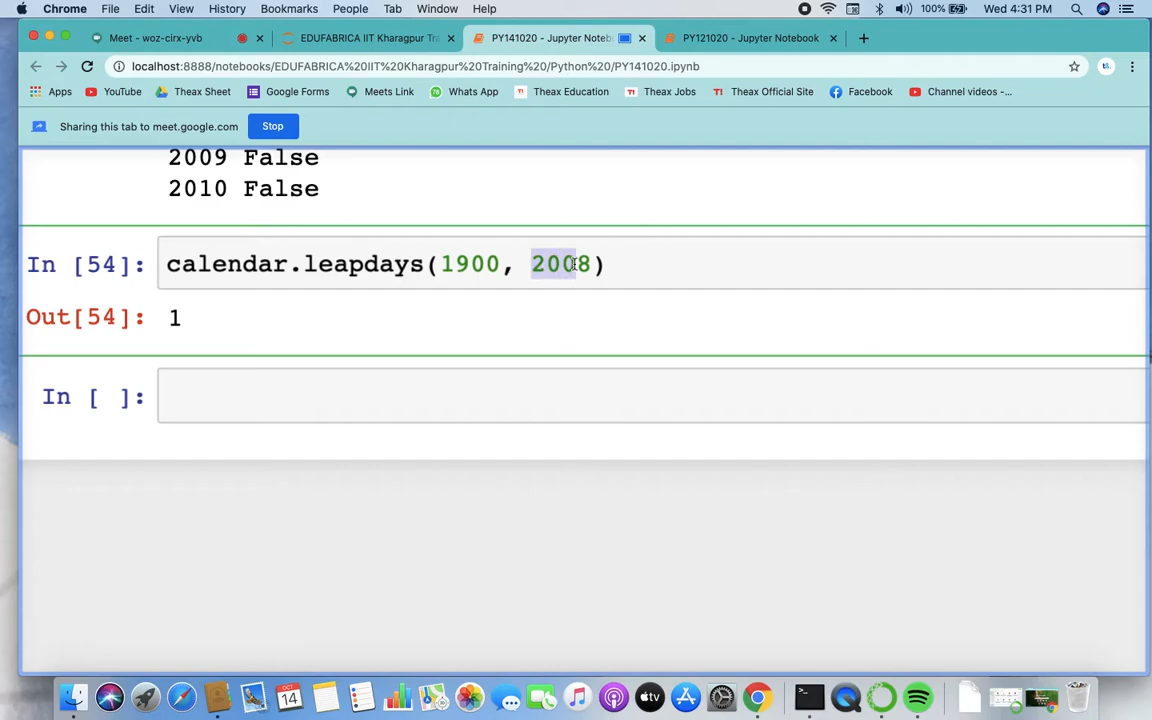 Chrome File Edit View History Bookmarks People Tab Window Help 100% Wed 4:31 PM
Meet - woz-cirx-yvb
EDUFABRICA IIT Kharagpur Tra
PY141020 - Jupyter Noteb
PY121020 - Jupyter Notebook
localhost:8888/notebooks/EDUFABRICA%20IIT%20Kharagpur%20Training%20/Python%20/PY141020.ipynb
Apps YouTube Theax Sheet Google Forms Meets Link Whats App Theax Education Theax Jobs Theax Official Site Facebook Channel videos -...
Sharing this tab to meet.google.com Stop
2009 False
2010 False
In [54]: calendar.leapdays(1900, 2008)
Out[54]: 1
In [ ]:
OCT
14
tv